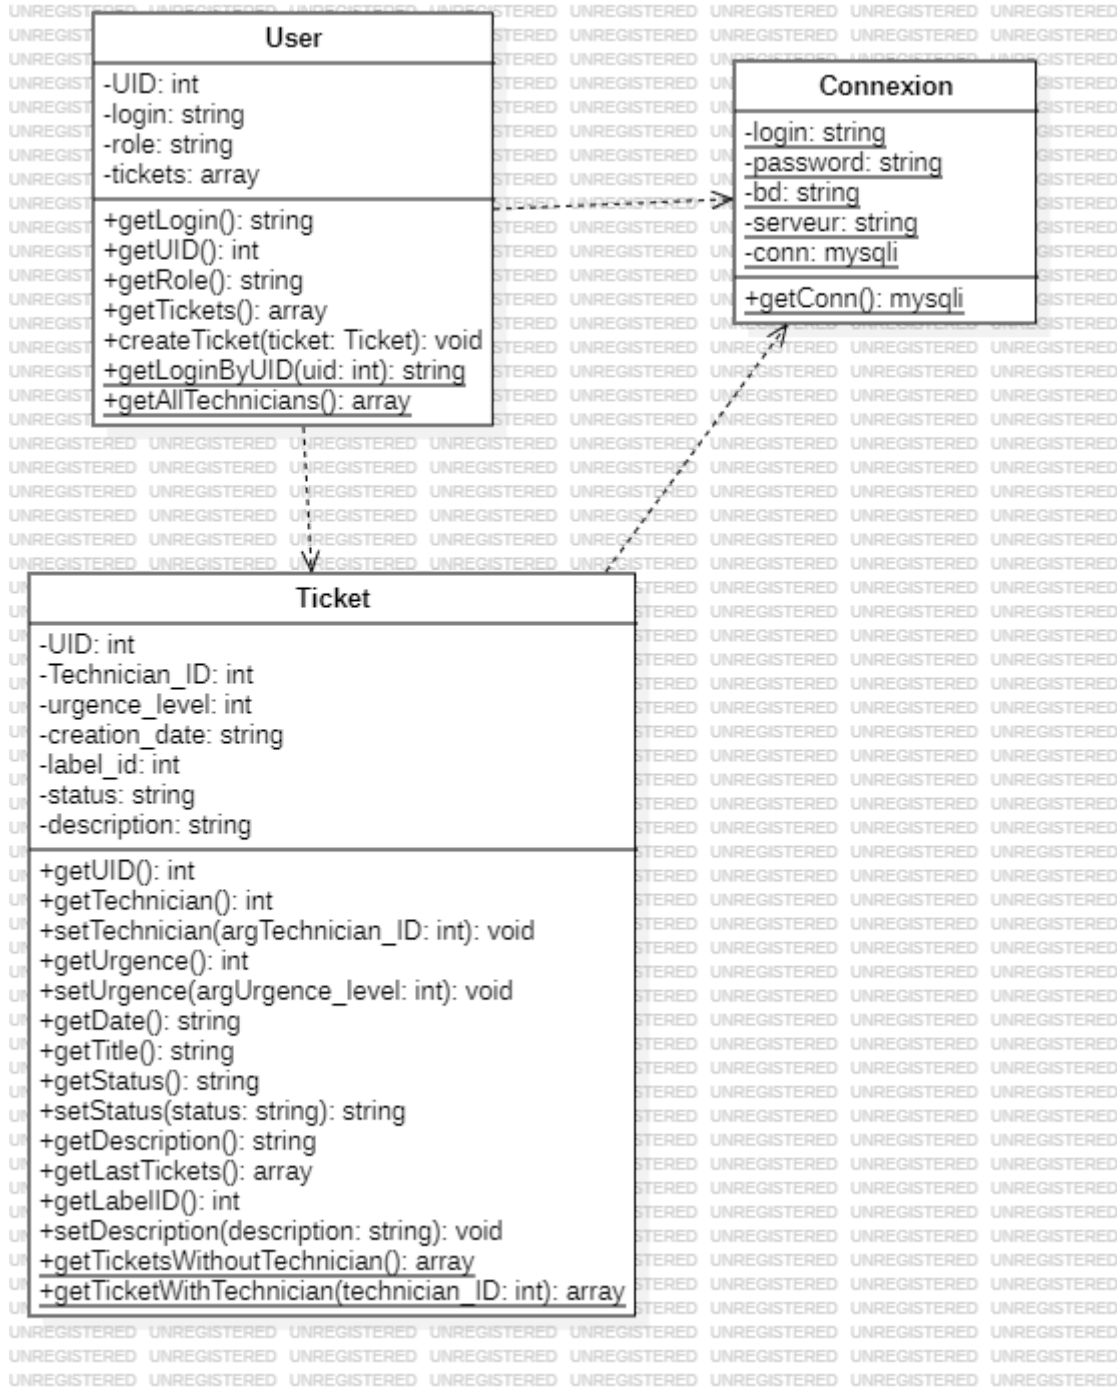 User
-UID: int
-login: string
-role: string
-tickets: array
+getLogin(): string
+getUID(): int
+getRole(): string
+getTickets(): array
+createTicket(ticket: Ticket): void
+getLoginByUID(uid: int): string
+getAllTechnicians(): array
Connexion
-login: string
-password: string
-bd: string
-serveur: string
-conn: mysqli
+getConn(): mysqli
Ticket
-UID: int
-Technician_ID: int
-urgence_level: int
-creation_date: string
-label_id: int
-status: string
-description: string
+getUID(): int
+getTechnician(): int
+setTechnician(argTechnician_ID: int): void
+getUrgence(): int
+setUrgence(argUrgence_level: int): void
+getDate(): string
+getTitle(): string
+getStatus(): string
+setStatus(status: string): string
+getDescription(): string
+getLastTickets(): array
+getLabelID(): int
+setDescription(description: string): void
+getTicketsWithoutTechnician(): array
+getTicketWithTechnician(technician_ID: int): array
UNREGISTERED